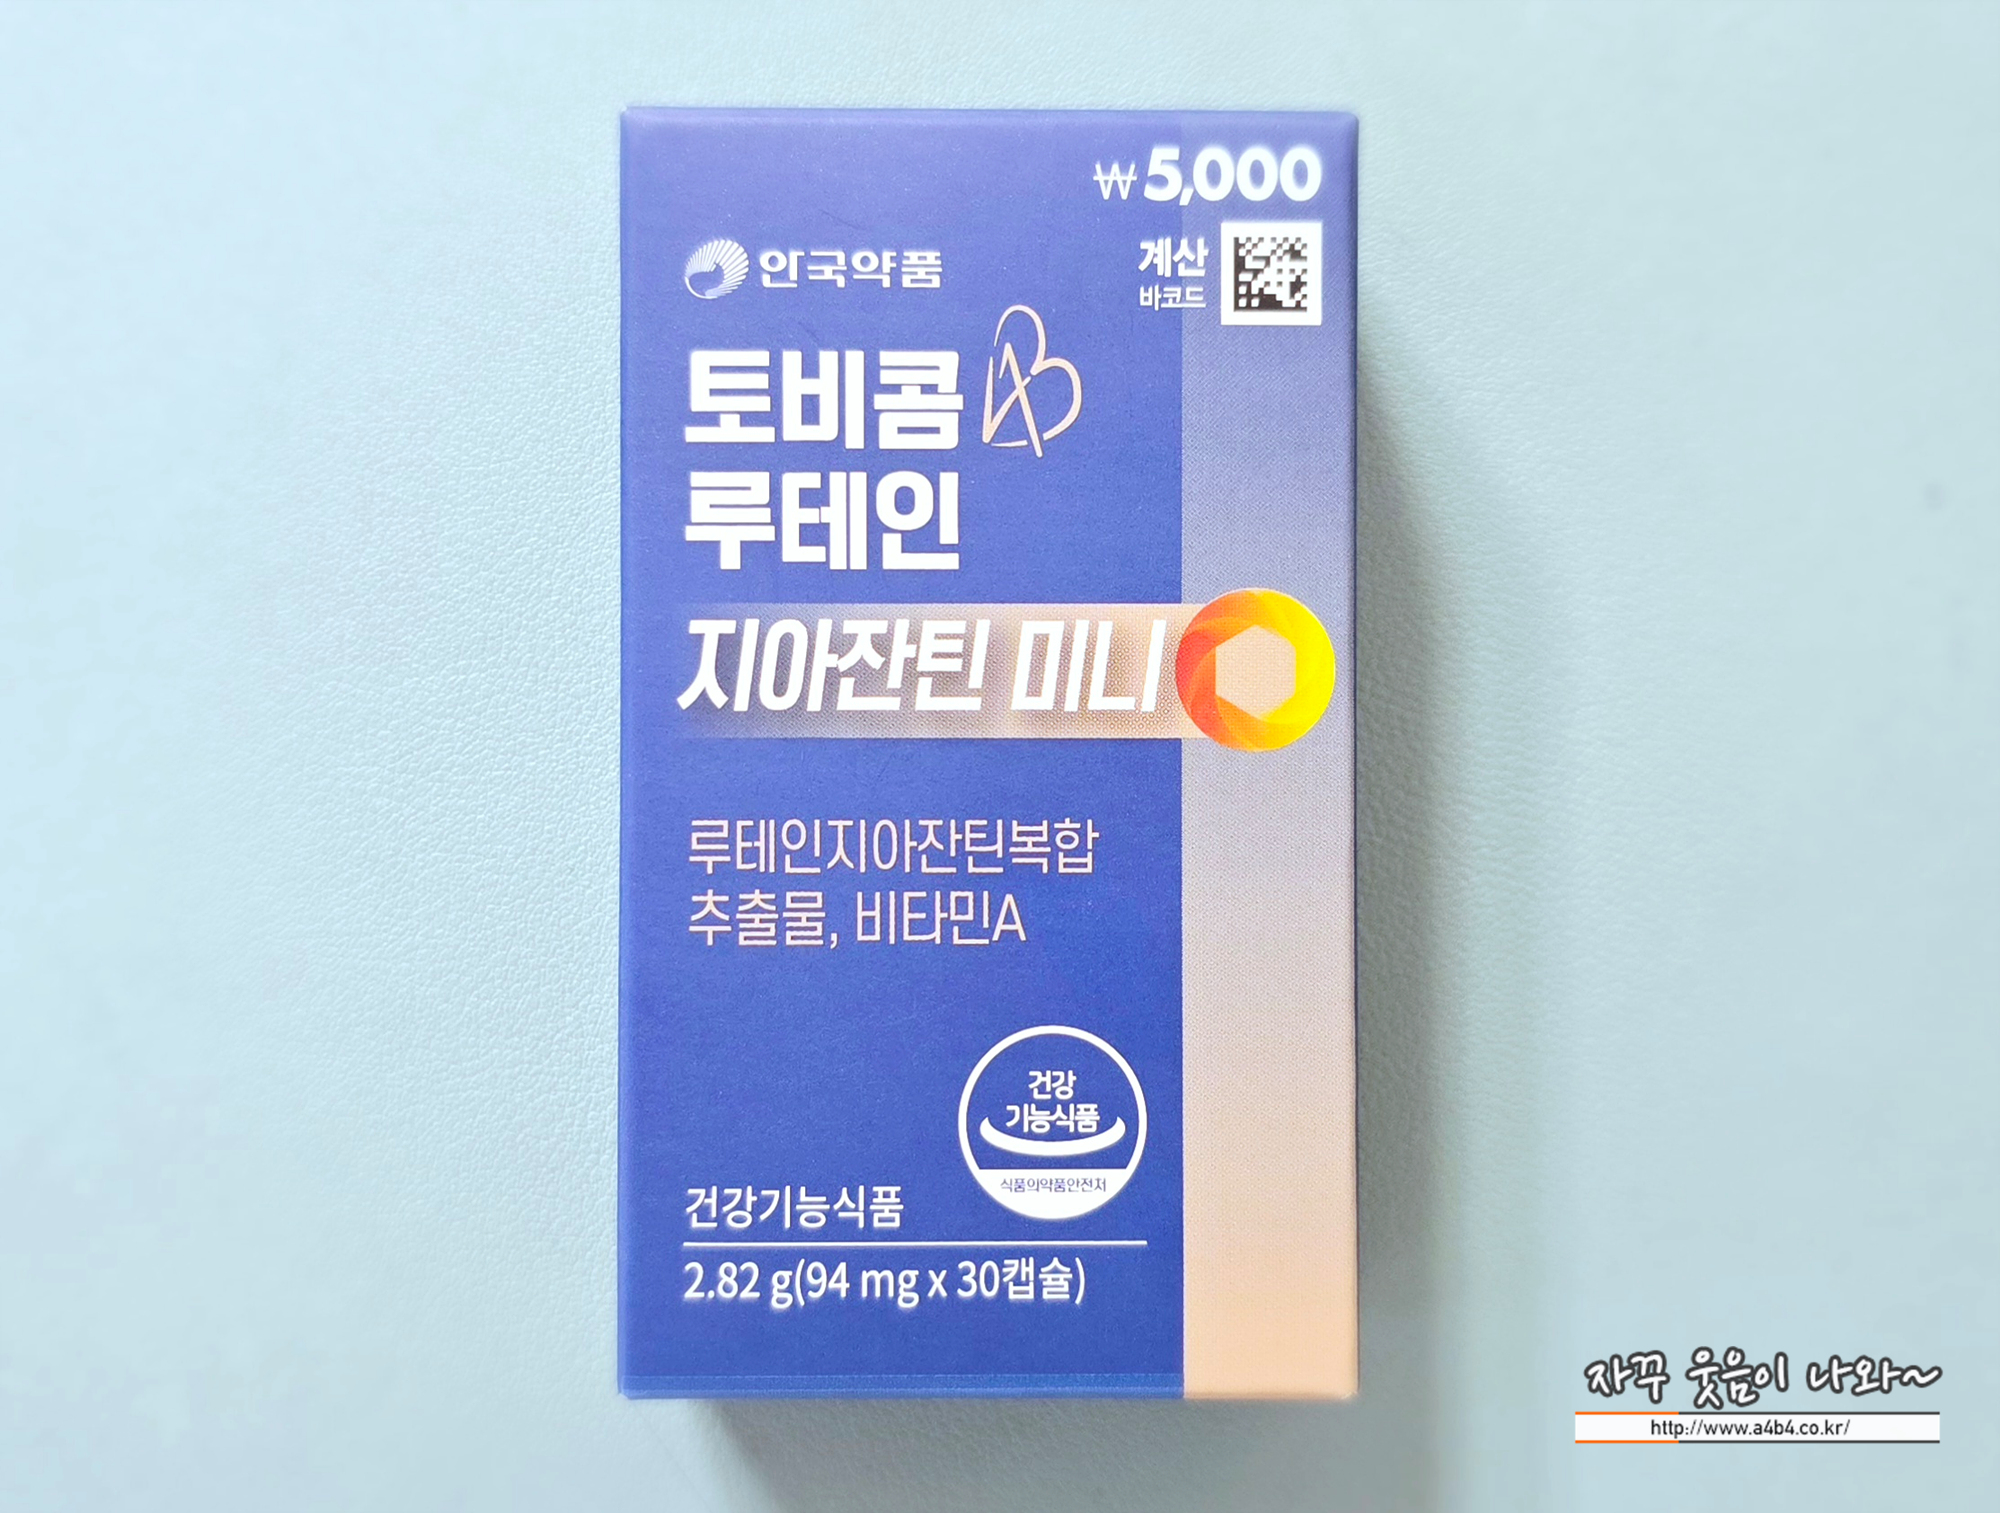 ₩5,000
계산
바코드
안국약품
토비콤
AB
루테인
지아잔틴 미니
루테인지아잔틴복합
추출물, 비타민A
건강
기능식품
식품의약품안전처
건강기능식품
2.82 g(94 mg x 30캡슐)
자꾸 웃음이 나와~
http://www.a4b4.co.kr/